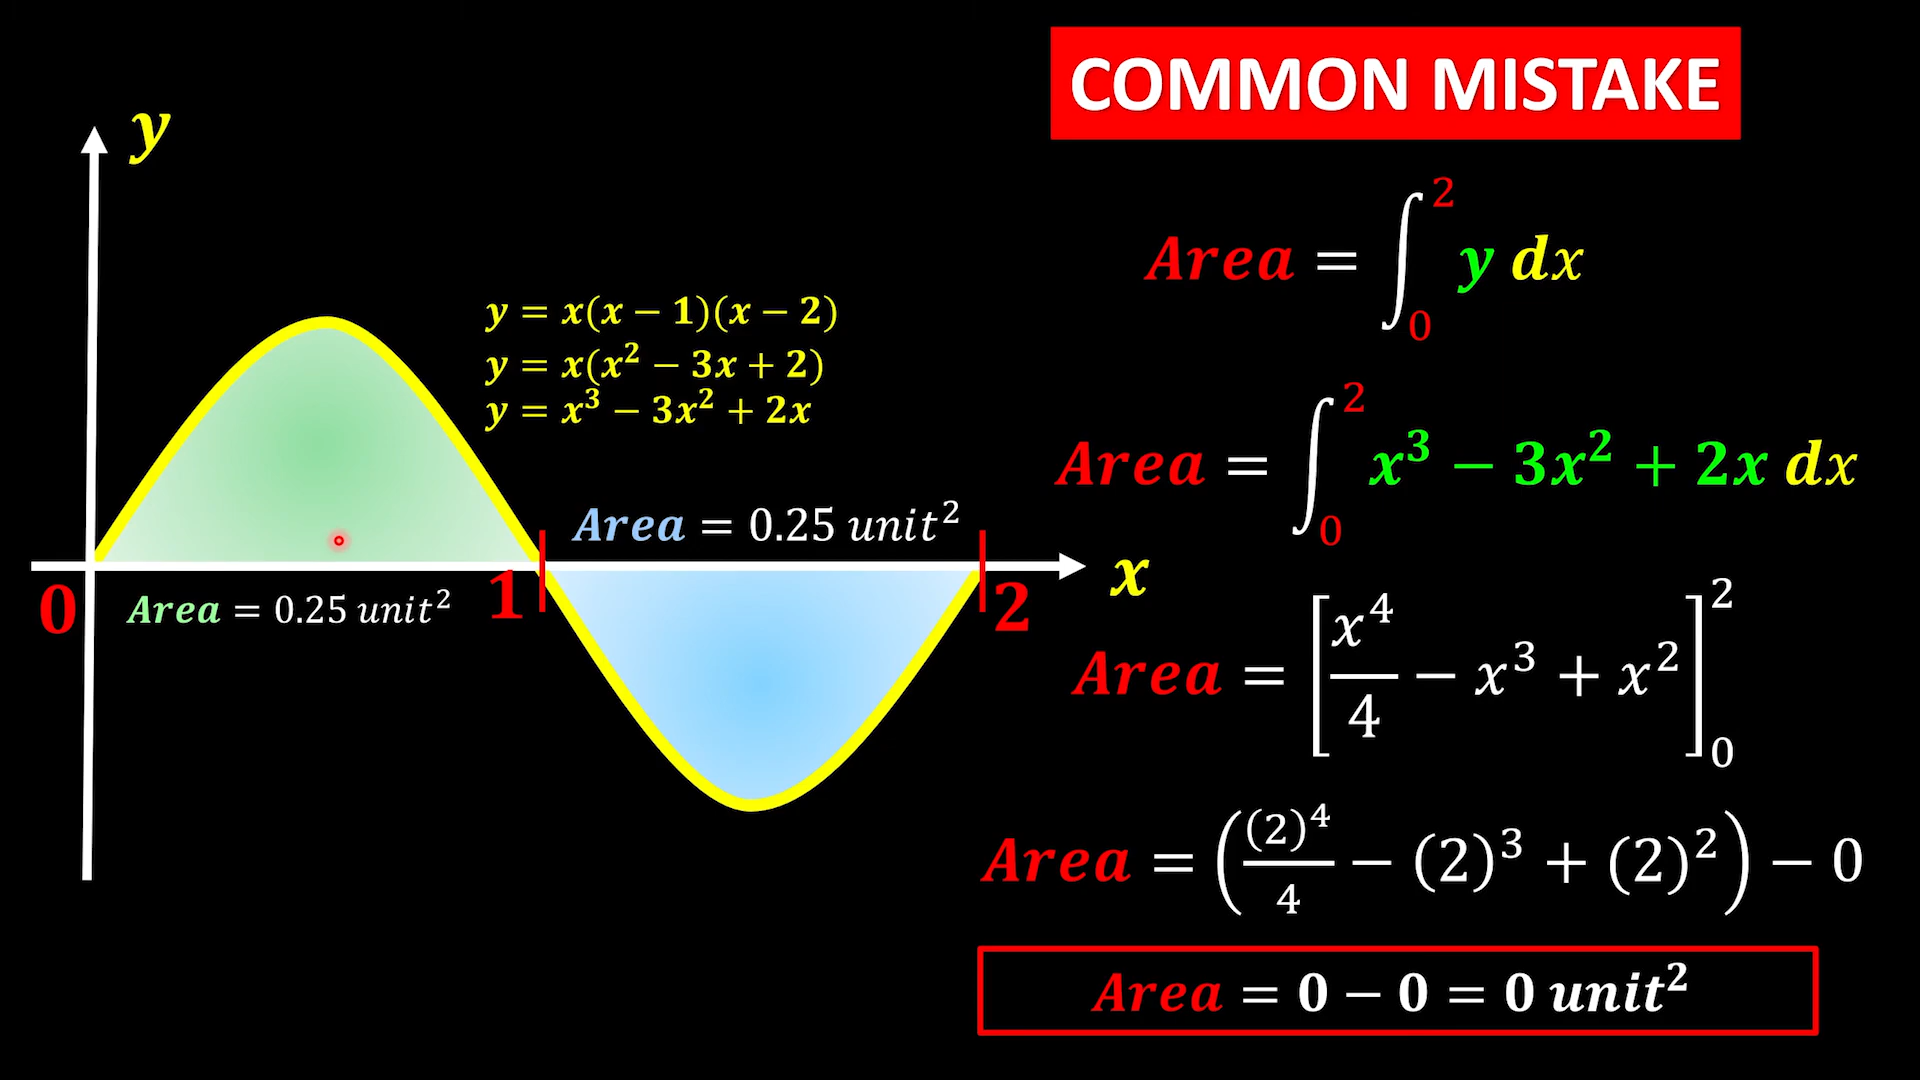 COMMON MISTAKE
y
Area = ∫₀² y dx
y = x(x − 1)(x − 2)
y = x(x² − 3x + 2)
y = x³ − 3x² + 2x
Area = ∫₀² x³ − 3x² + 2x dx
Area = 0.25 unit²
x
0
Area = 0.25 unit²
1
2
Area = [x⁴/4 − x³ + x²]₀²
Area = ((2)⁴/4 − (2)³ + (2)²) − 0
Area = 0 − 0 = 0 unit²